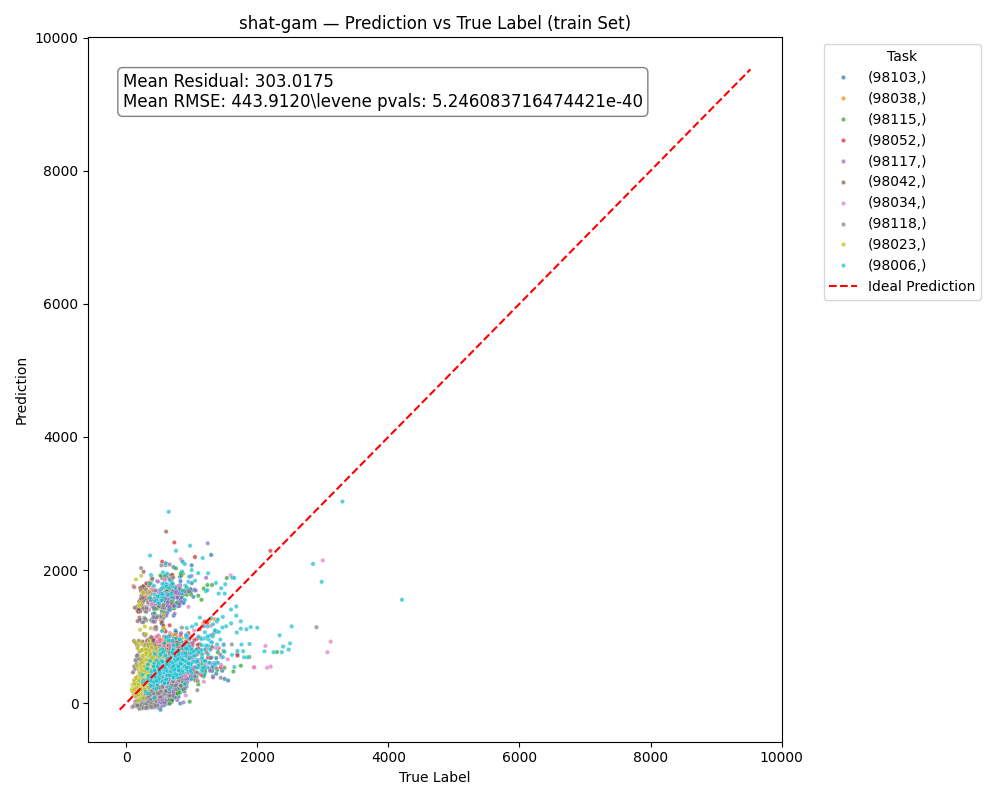 shat-gam — Prediction vs True Label (train Set)
Mean Residual: 303.0175
Mean RMSE: 443.9120\levene pvals: 5.246083716474421e-40
Prediction
10000
8000
6000
4000
2000
0
0 2000 4000 6000 8000 10000
True Label
Task
(98103,)
(98038,)
(98115,)
(98052,)
(98117,)
(98042,)
(98034,)
(98118,)
(98023,)
(98006,)
Ideal Prediction